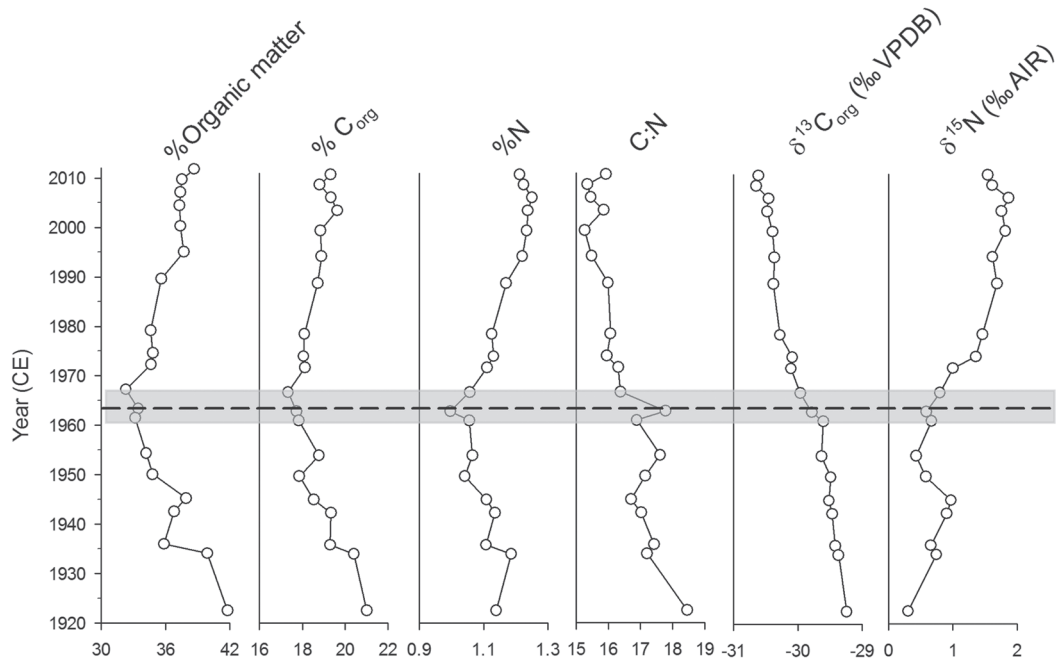 %Organic matter
% Corg
%N
C:N
δ13Corg (‰ VPDB)
δ15N (‰ AIR)
Year (CE)
2010
2000
1990
1980
1970
1960
1950
1940
1930
1920
30 36 42
16 18 20 22
0.9 1.1 1.3
15 16 17 18 19
-31 -30 -29
0 1 2